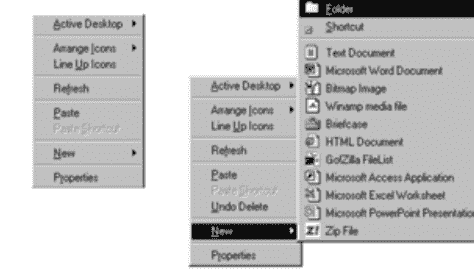 Active Desktop
Arrange Icons
Line Up Icons
Refresh
Paste
Paste Shortcut
New
Properties
Active Desktop
Arrange Icons
Line Up Icons
Refresh
Paste
Paste Shortcut
Undo Delete
New
Properties
Folder
Shortcut
Text Document
Microsoft Word Document
Bitmap Image
Winamp media file
Briefcase
HTML Document
Go!Zilla FileList
Microsoft Access Application
Microsoft Excel Worksheet
Microsoft PowerPoint Presentation
Zip File